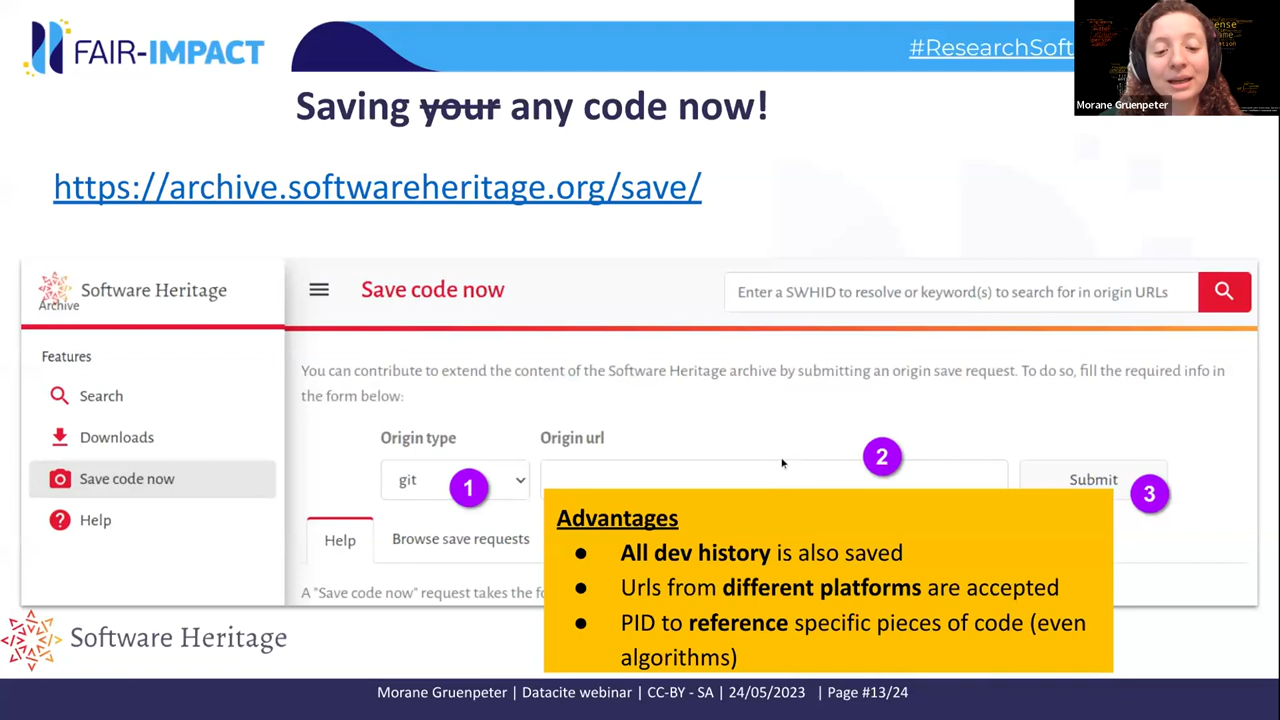 FAIR-IMPACT
#ResearchSoft
Morane Gruenpeter
Saving your any code now!
https://archive.softwareheritage.org/save/
Software Heritage
Archive
Save code now
Enter a SWHID to resolve or keyword(s) to search for in origin URLs
Features
Search
Downloads
Save code now
Help
You can contribute to extend the content of the Software Heritage archive by submitting an origin save request. To do so, fill the required info in
the form below:
Origin type
Origin url
git
1
2
Submit
3
Help
Browse save requests
A "Save code now" request takes the fo
Advantages
● All dev history is also saved
● Urls from different platforms are accepted
● PID to reference specific pieces of code (even
algorithms)
Software Heritage
Morane Gruenpeter | Datacite webinar | CC-BY - SA | 24/05/2023 | Page #13/24